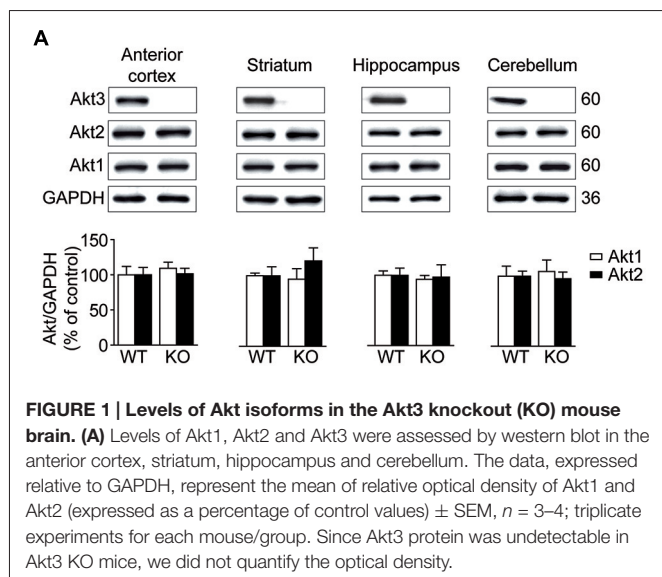 A
Anterior cortex Striatum Hippocampus Cerebellum
Akt3 60
Akt2 60
Akt1 60
GAPDH 36
Akt/GAPDH (% of control)
150
100
50
0
WT KO WT KO WT KO WT KO
Akt1
Akt2
FIGURE 1 | Levels of Akt isoforms in the Akt3 knockout (KO) mouse
brain. (A) Levels of Akt1, Akt2 and Akt3 were assessed by western blot in the
anterior cortex, striatum, hippocampus and cerebellum. The data, expressed
relative to GAPDH, represent the mean of relative optical density of Akt1 and
Akt2 (expressed as a percentage of control values) ± SEM, n = 3–4; triplicate
experiments for each mouse/group. Since Akt3 protein was undetectable in
Akt3 KO mice, we did not quantify the optical density.